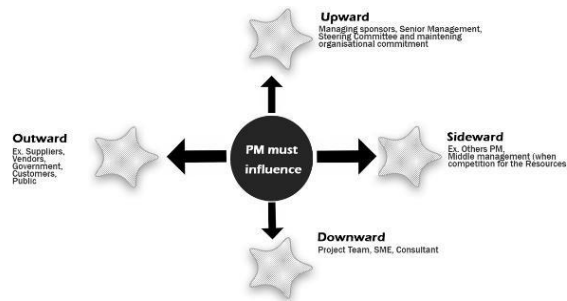 Upward
Managing sponsors, Senior Management,
Steering Committee and maintaining
organisational commitment
Outward
Ex. Suppliers,
Vendors,
Government,
Customers,
Public
PM must
influence
Sideward
Ex. Others PM,
Middle management (when
competition for the Resources
Downward
Project Team, SME, Consultant